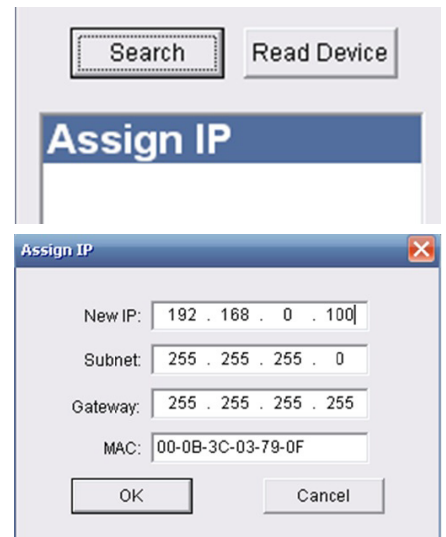 Search Read Device
Assign IP
Assign IP
New IP: 192 . 168 . 0 . 100
Subnet: 255 . 255 . 255 . 0
Gateway: 255 . 255 . 255 . 255
MAC: 00-0B-3C-03-79-0F
OK Cancel